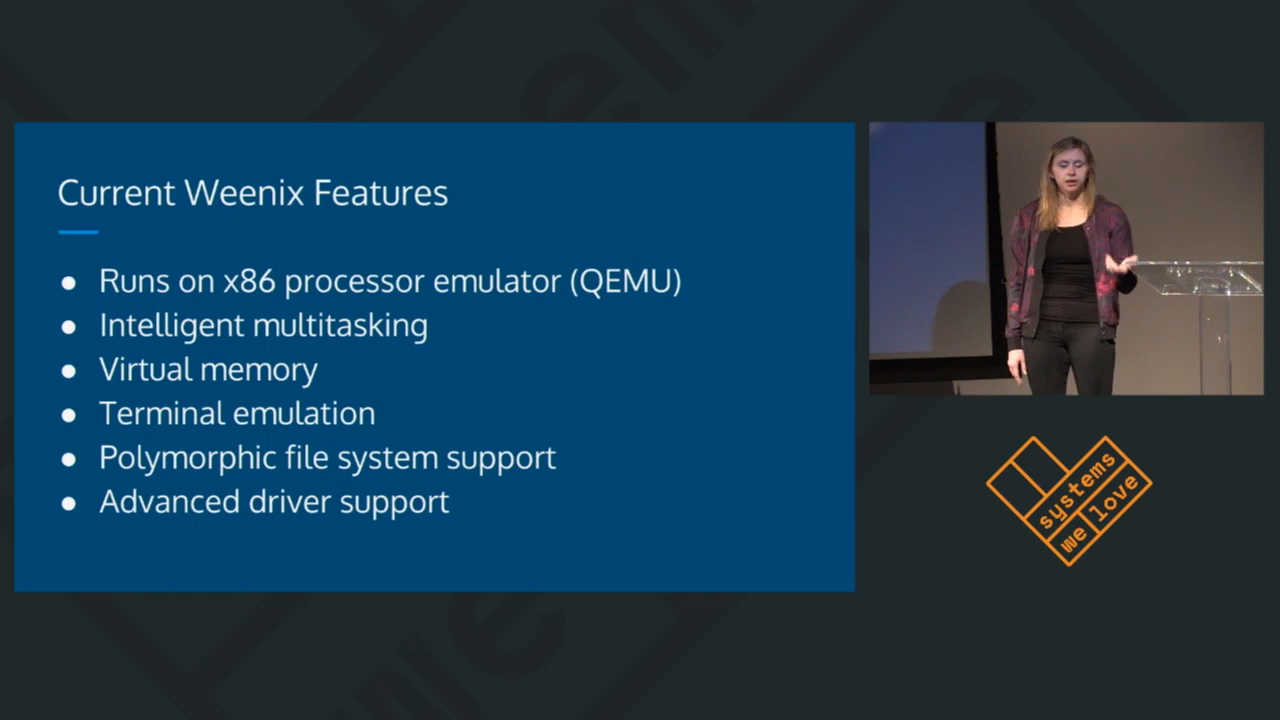 Current Weenix Features
● Runs on x86 processor emulator (QEMU)
● Intelligent multitasking
● Virtual memory
● Terminal emulation
● Polymorphic file system support
● Advanced driver support
systems
we love